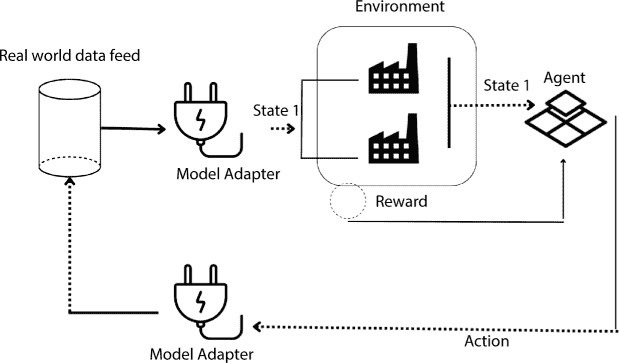 Environment
Real world data feed
State 1
State 1
Agent
Model Adapter
Reward
Action
Model Adapter